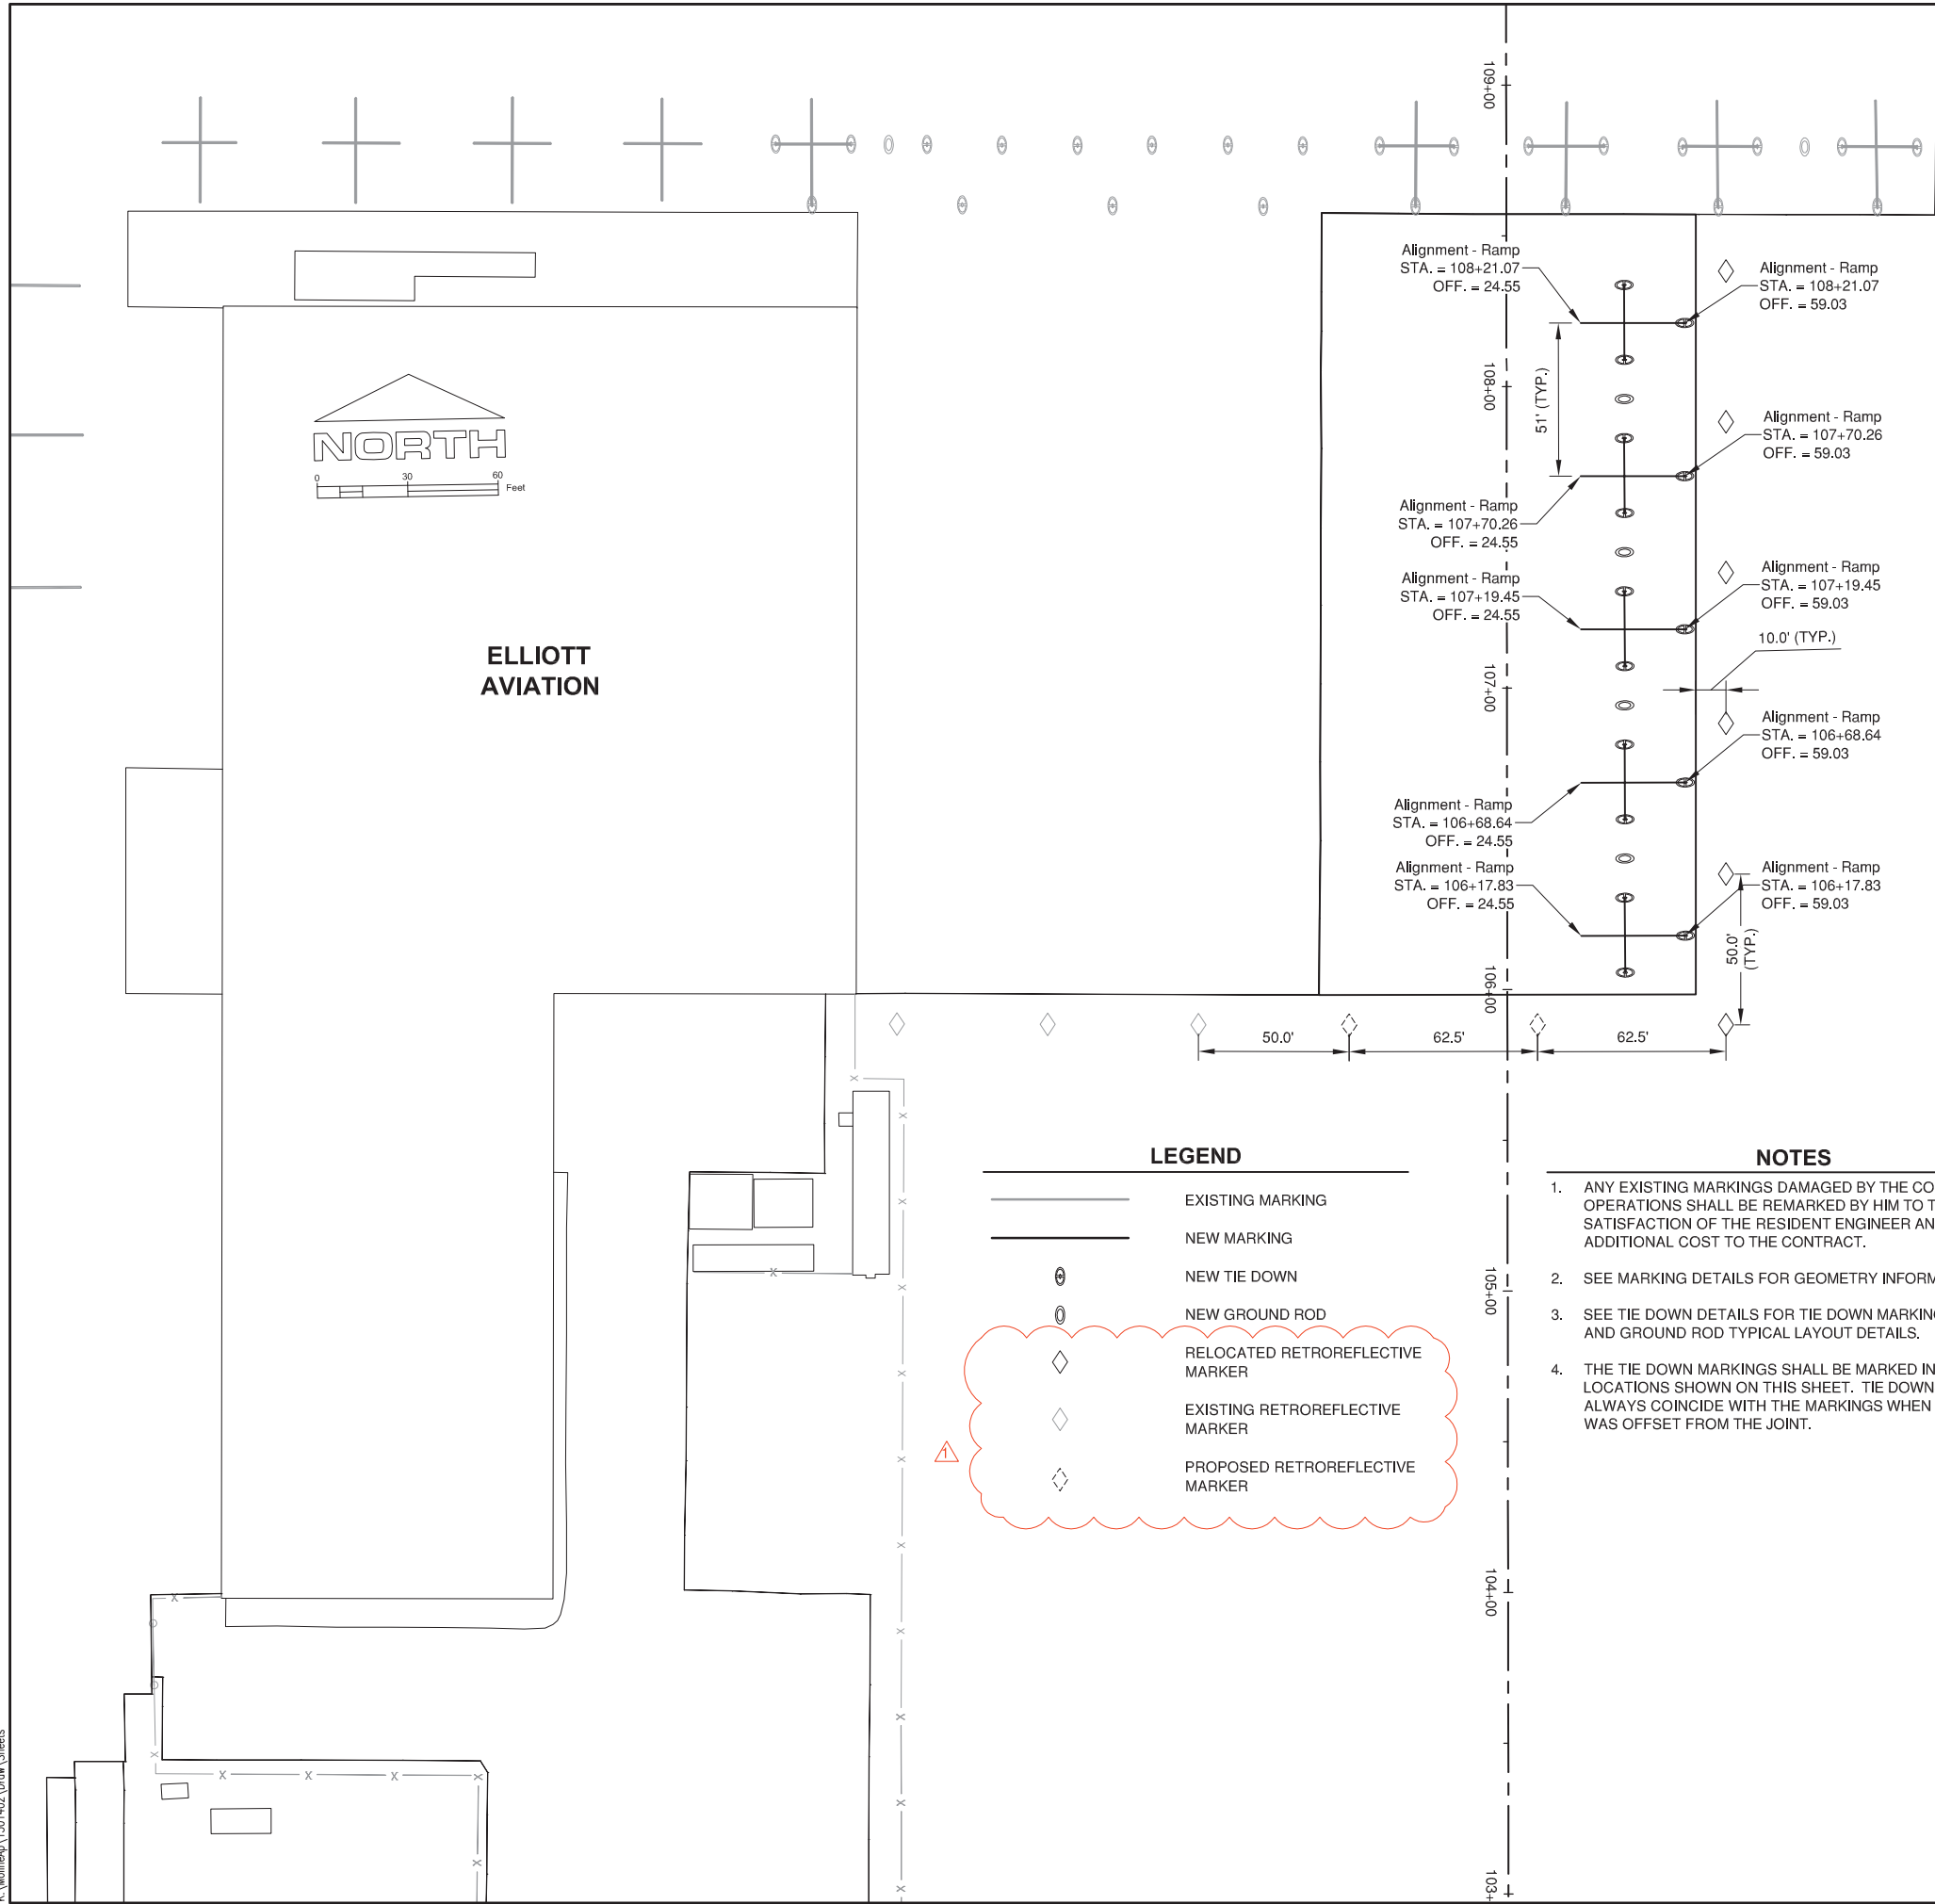 109+00
Alignment - Ramp
STA. = 108+21.07
OFF. = 24.55
Alignment - Ramp
STA. = 108+21.07
OFF. = 59.03
108+00
51' (TYP.)
NORTH
0 30 60
Feet
Alignment - Ramp
STA. = 107+70.26
OFF. = 59.03
Alignment - Ramp
STA. = 107+70.26
OFF. = 24.55
Alignment - Ramp
STA. = 107+19.45
OFF. = 24.55
Alignment - Ramp
STA. = 107+19.45
OFF. = 59.03
10.0' (TYP.)
ELLIOTT
AVIATION
107+00
Alignment - Ramp
STA. = 106+68.64
OFF. = 59.03
Alignment - Ramp
STA. = 106+68.64
OFF. = 24.55
Alignment - Ramp
STA. = 106+17.83
OFF. = 24.55
Alignment - Ramp
STA. = 106+17.83
OFF. = 59.03
50.0'
(TYP.)
106+00
50.0' 62.5' 62.5'
LEGEND
EXISTING MARKING
NEW MARKING
NEW TIE DOWN
NEW GROUND ROD
RELOCATED RETROREFLECTIVE
MARKER
EXISTING RETROREFLECTIVE
MARKER
PROPOSED RETROREFLECTIVE
MARKER
1
105+00
104+00
103+
NOTES
1. ANY EXISTING MARKINGS DAMAGED BY THE CO
OPERATIONS SHALL BE REMARKED BY HIM TO T
SATISFACTION OF THE RESIDENT ENGINEER AN
ADDITIONAL COST TO THE CONTRACT.
2. SEE MARKING DETAILS FOR GEOMETRY INFORM
3. SEE TIE DOWN DETAILS FOR TIE DOWN MARKING
AND GROUND ROD TYPICAL LAYOUT DETAILS.
4. THE TIE DOWN MARKINGS SHALL BE MARKED IN
LOCATIONS SHOWN ON THIS SHEET. TIE DOWN
ALWAYS COINCIDE WITH THE MARKINGS WHEN
WAS OFFSET FROM THE JOINT.